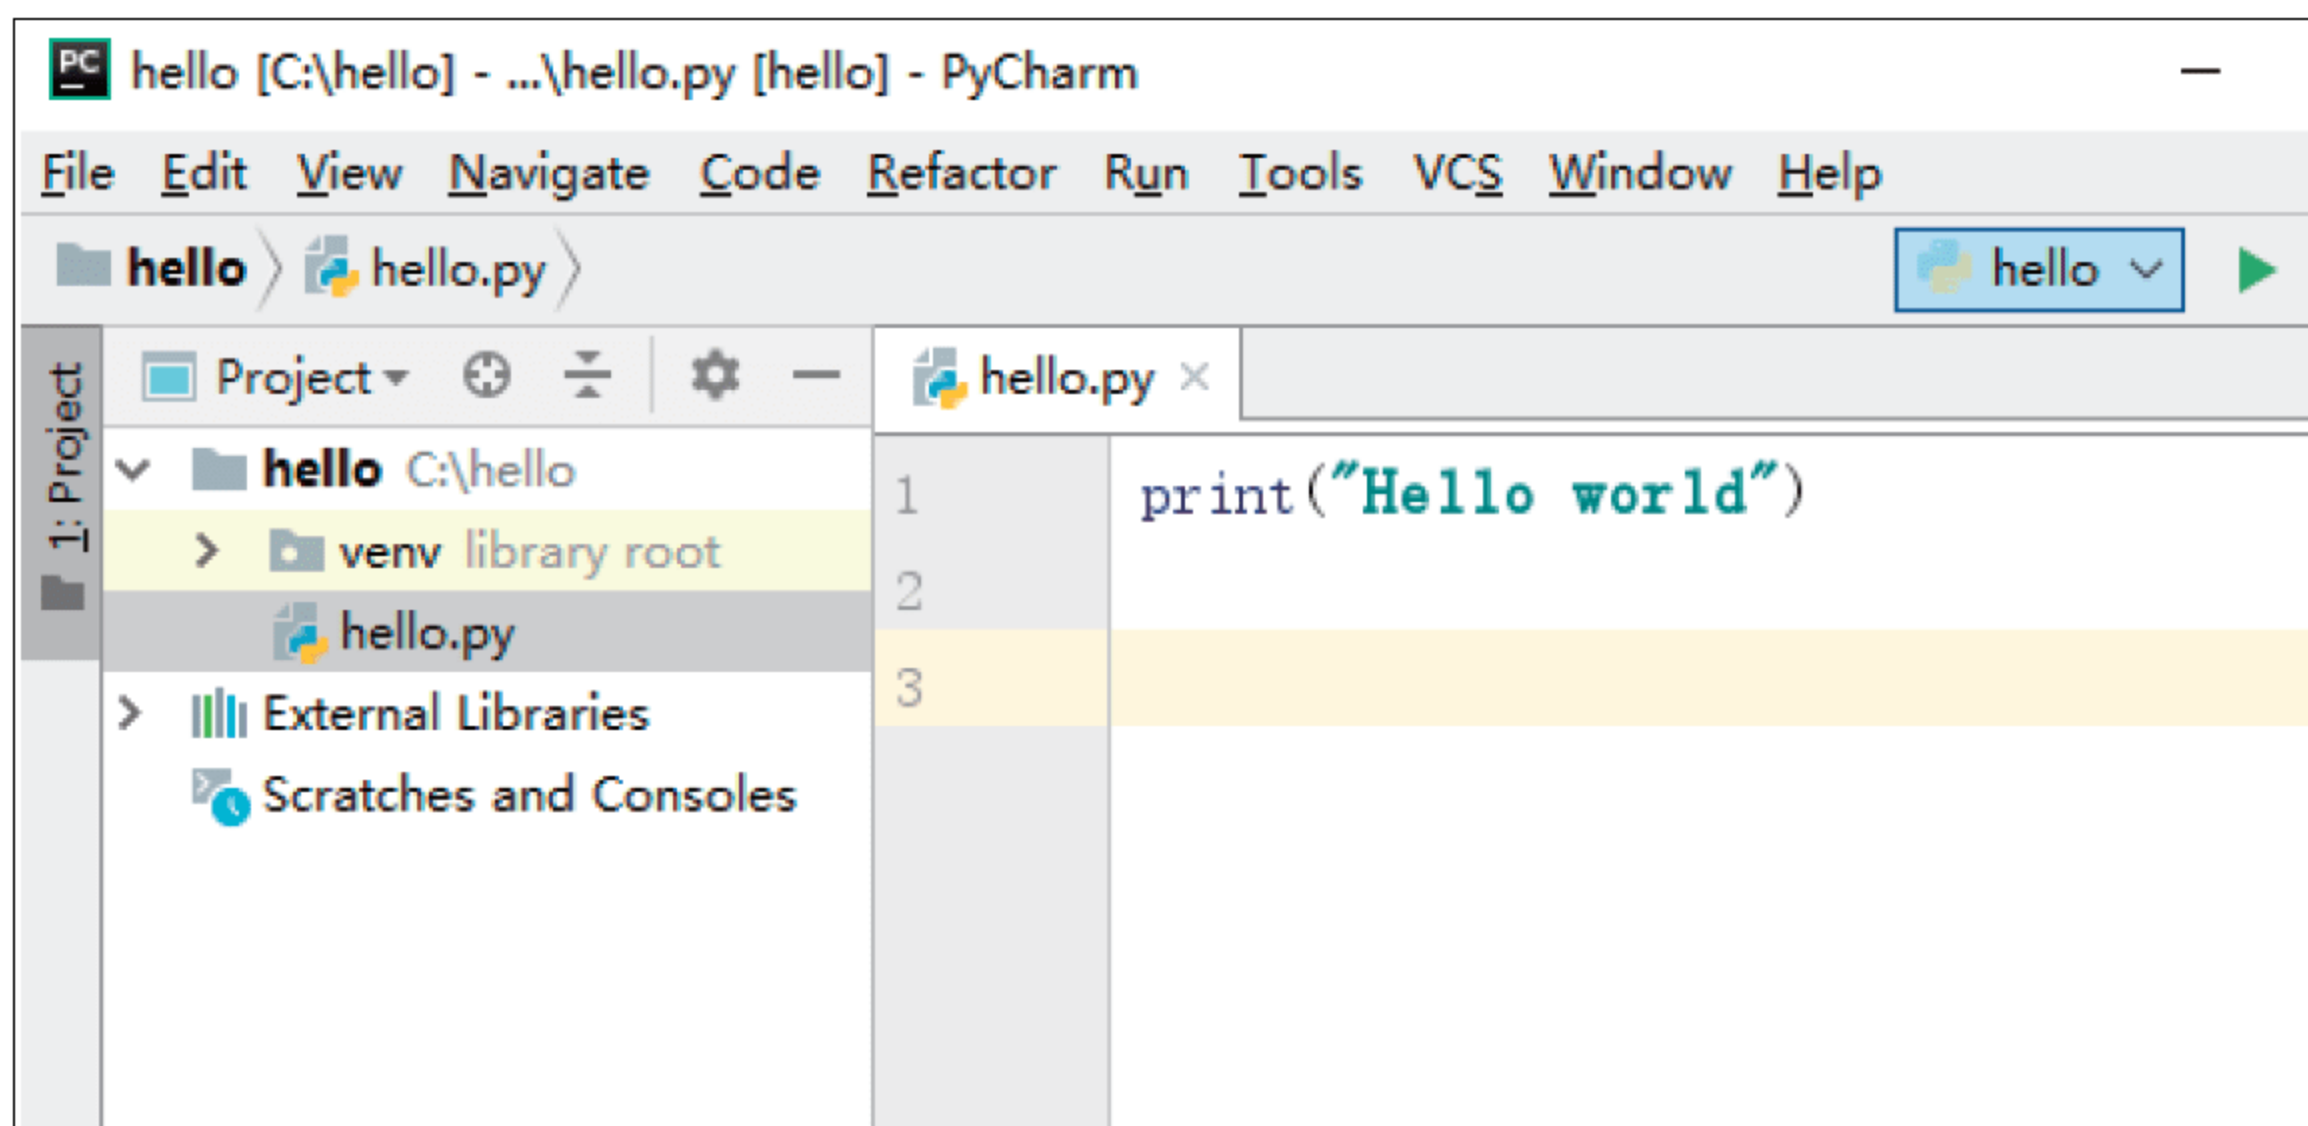 PC hello [C:\hello] - ...\hello.py [hello] - PyCharm
File Edit View Navigate Code Refactor Run Tools VCS Window Help
hello hello.py hello
1: Project
Project
hello C:\hello
venv library root
hello.py
External Libraries
Scratches and Consoles
hello.py
1 print("Hello world")
2
3